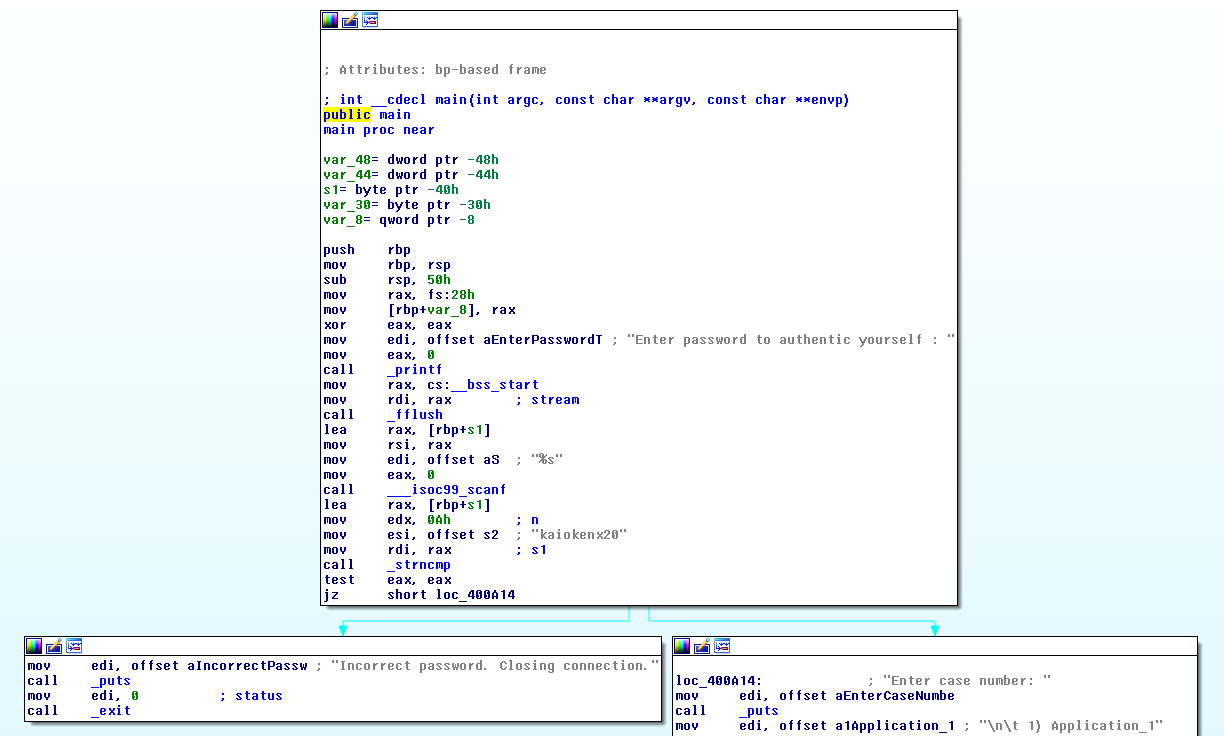 ; Attributes: bp-based frame
; int __cdecl main(int argc, const char **argv, const char **envp)
public main
main proc near
var_48= dword ptr -48h
var_44= dword ptr -44h
s1= byte ptr -40h
var_30= byte ptr -30h
var_8= qword ptr -8
push rbp
mov rbp, rsp
sub rsp, 50h
mov rax, fs:28h
mov [rbp+var_8], rax
xor eax, eax
mov edi, offset aEnterPasswordT ; "Enter password to authentic yourself : "
mov eax, 0
call _printf
mov rax, cs:__bss_start
mov rdi, rax ; stream
call _fflush
lea rax, [rbp+s1]
mov rsi, rax
mov edi, offset aS ; "%s"
mov eax, 0
call ___isoc99_scanf
lea rax, [rbp+s1]
mov edx, 0Ah ; n
mov esi, offset s2 ; "kaiokenx20"
mov rdi, rax ; s1
call _strncmp
test eax, eax
jz short loc_400A14
mov edi, offset aIncorrectPassw ; "Incorrect password. Closing connection."
call _puts
mov edi, 0 ; status
call _exit
loc_400A14: ; "Enter case number: "
mov edi, offset aEnterCaseNumbe
call _puts
mov edi, offset a1Application_1 ; "\n\t 1) Application_1"